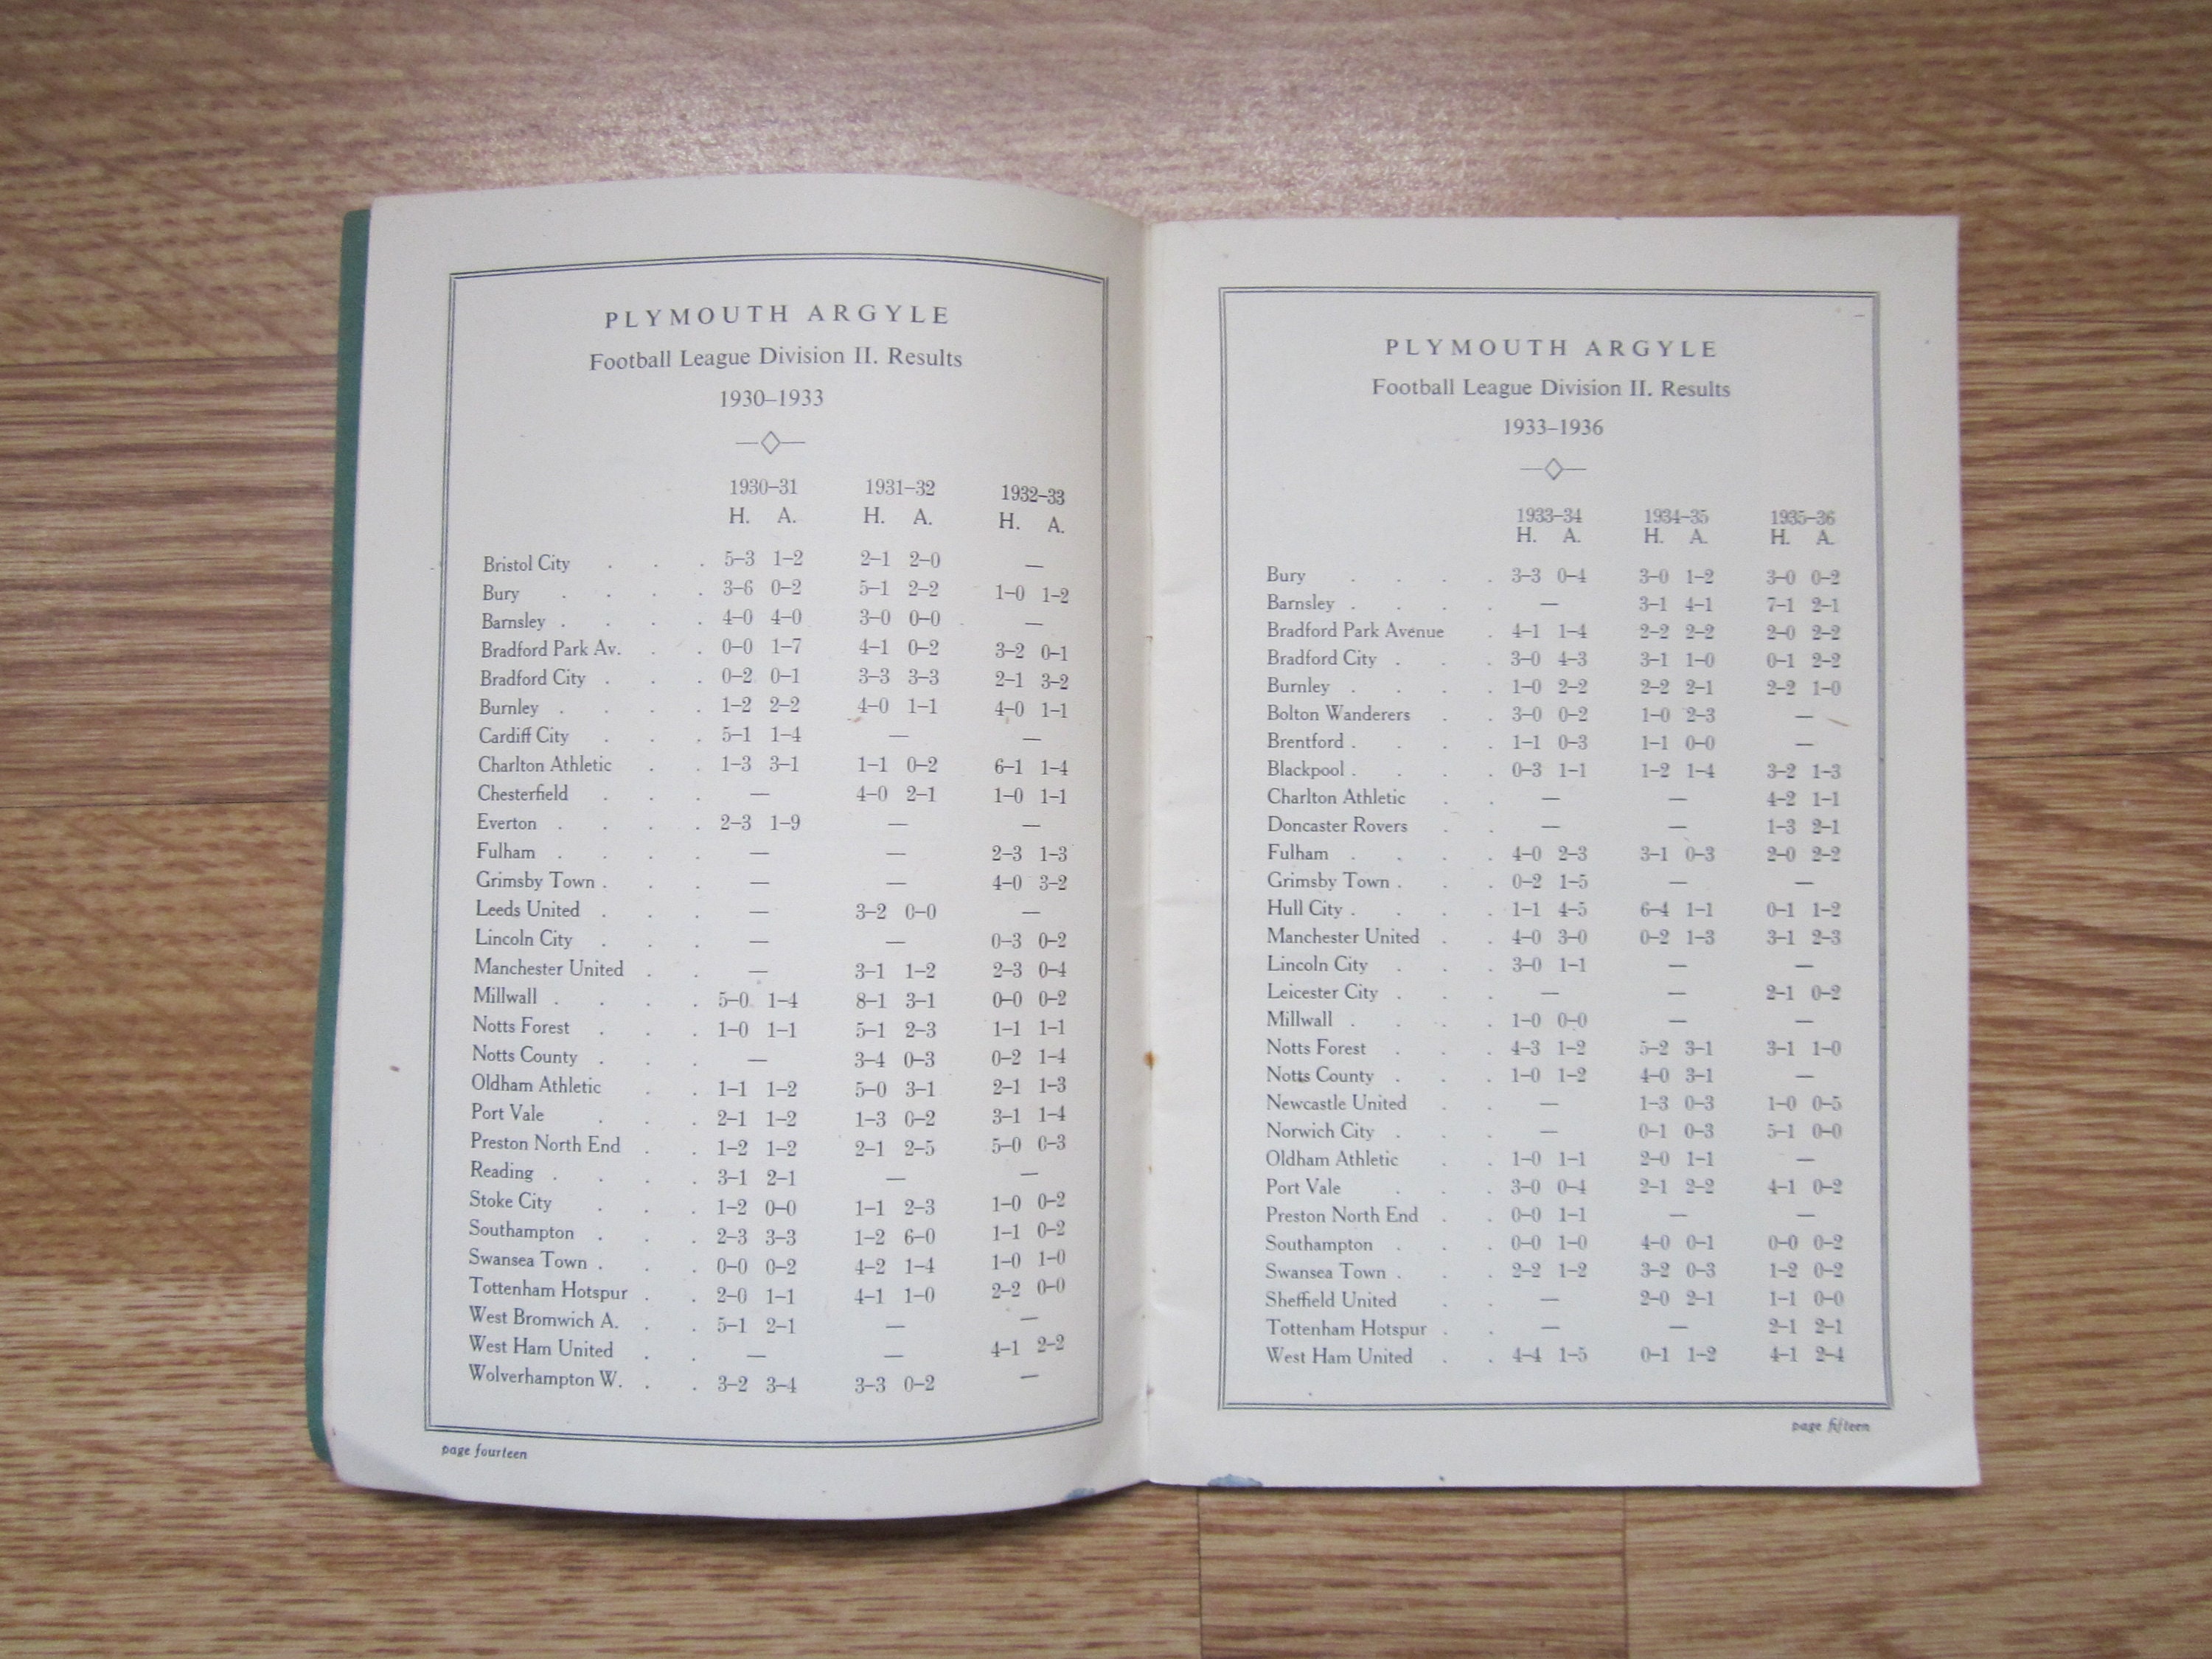 PLYMOUTH ARGYLE
Football League Division II. Results
1930–1933
1930–31 1931–32 1932–33
H. A. H. A. H. A.
Bristol City . . . 5–3 1–2 2–1 2–0 —
Bury . . . . 3–6 0–2 5–1 2–2 1–0 1–2
Barnsley . . . . 4–0 4–0 3–0 0–0 —
Bradford Park Av. . . 0–0 1–7 4–1 0–2 3–2 0–1
Bradford City . . . 0–2 0–1 3–3 3–3 2–1 3–2
Burnley . . . . 1–2 2–2 4–0 1–1 4–0 1–1
Cardiff City . . . 5–1 1–4 — —
Charlton Athletic . . 1–3 3–1 1–1 0–2 6–1 1–4
Chesterfield . . . — 4–0 2–1 1–0 1–1
Everton . . . . 2–3 1–9 — —
Fulham . . . . — — 2–3 1–3
Grimsby Town . . . — — 4–0 3–2
Leeds United . . . — 3–2 0–0 —
Lincoln City . . . — — 0–3 0–2
Manchester United . . — 3–1 1–2 2–3 0–4
Millwall . . . . 5–0 1–4 8–1 3–1 0–0 0–2
Notts Forest . . . 1–0 1–1 5–1 2–3 1–1 1–1
Notts County . . . — 3–4 0–3 0–2 1–4
Oldham Athletic . . 1–1 1–2 5–0 3–1 2–1 1–3
Port Vale . . . 2–1 1–2 1–3 0–2 3–1 1–4
Preston North End . . 1–2 1–2 2–1 2–5 5–0 0–3
Reading . . . . 3–1 2–1 — —
Stoke City . . . 1–2 0–0 1–1 2–3 1–0 0–2
Southampton . . . 2–3 3–3 1–2 6–0 1–1 0–2
Swansea Town . . . 0–0 0–2 4–2 1–4 1–0 1–0
Tottenham Hotspur . . 2–0 1–1 4–1 1–0 2–2 0–0
West Bromwich A. . . 5–1 2–1 — —
West Ham United . . — — 4–1 2–2
Wolverhampton W. . . 3–2 3–4 3–3 0–2 —
page fourteen
PLYMOUTH ARGYLE
Football League Division II. Results
1933–1936
1933–34 1934–35 1935–36
H. A. H. A. H. A.
Bury . . . . 3–3 0–4 3–0 1–2 3–0 0–2
Barnsley . . . . — 3–1 4–1 7–1 2–1
Bradford Park Avenue . 4–1 1–4 2–2 2–2 2–0 2–2
Bradford City . . . 3–0 4–3 3–1 1–0 0–1 2–2
Burnley . . . . 1–0 2–2 2–2 2–1 2–2 1–0
Bolton Wanderers . . 3–0 0–2 1–0 2–3 —
Brentford . . . . 1–1 0–3 1–1 0–0 —
Blackpool . . . . 0–3 1–1 1–2 1–4 3–2 1–3
Charlton Athletic . . — — 4–2 1–1
Doncaster Rovers . . — — 1–3 2–1
Fulham . . . . 4–0 2–3 3–1 0–3 2–0 2–2
Grimsby Town . . . 0–2 1–5 — —
Hull City . . . . 1–1 4–5 6–4 1–1 0–1 1–2
Manchester United . . 4–0 3–0 0–2 1–3 3–1 2–3
Lincoln City . . . 3–0 1–1 — —
Leicester City . . . — — 2–1 0–2
Millwall . . . . 1–0 0–0 — —
Notts Forest . . . 4–3 1–2 5–2 3–1 3–1 1–0
Notts County . . . 1–0 1–2 4–0 3–1 —
Newcastle United . . — 1–3 0–3 1–0 0–5
Norwich City . . . — 0–1 0–3 5–1 0–0
Oldham Athletic . . 1–0 1–1 2–0 1–1 —
Port Vale . . . 3–0 0–4 2–1 2–2 4–1 0–2
Preston North End . . 0–0 1–1 — —
Southampton . . . 0–0 1–0 4–0 0–1 0–0 0–2
Swansea Town . . . 2–2 1–2 3–2 0–3 1–2 0–2
Sheffield United . . — 2–0 2–1 1–1 0–0
Tottenham Hotspur . . — — 2–1 2–1
West Ham United . . 4–4 1–5 0–1 1–2 4–1 2–4
page fifteen